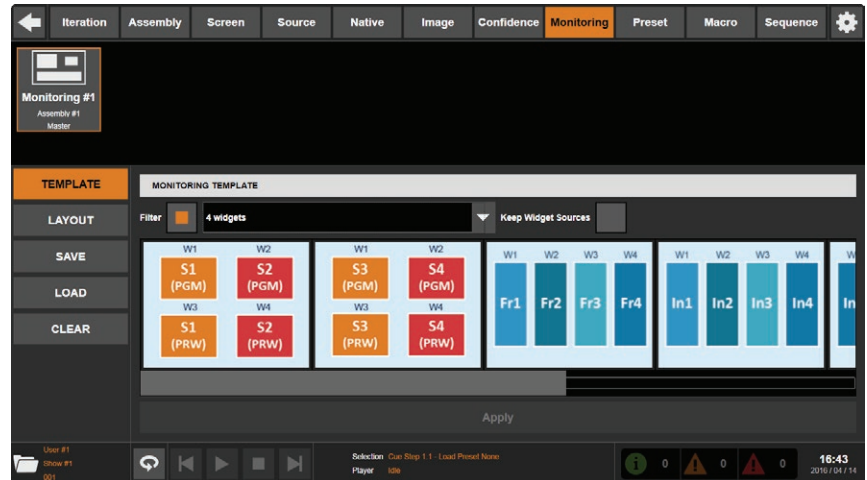 Iteration Assembly Screen Source Native Image Confidence Monitoring Preset Macro Sequence
Monitoring #1
Assembly #1
Master
TEMPLATE
LAYOUT
SAVE
LOAD
CLEAR
MONITORING TEMPLATE
Filter 4 widgets Keep Widget Sources
W1 W2 W1 W2 W1 W2 W3 W4 W1 W2 W3 W4 W
S1 (PGM) S2 (PGM) S3 (PGM) S4 (PGM)
W3 W4 W3 W4
Fr1 Fr2 Fr3 Fr4 In1 In2 In3 In4 In
S1 (PRW) S2 (PRW) S3 (PRW) S4 (PRW)
Apply
User #1
Show #1
001
Selection Cue Step 1.1 - Load Preset None
Player Idle
0 0 0
16:43
2016 / 04 / 14